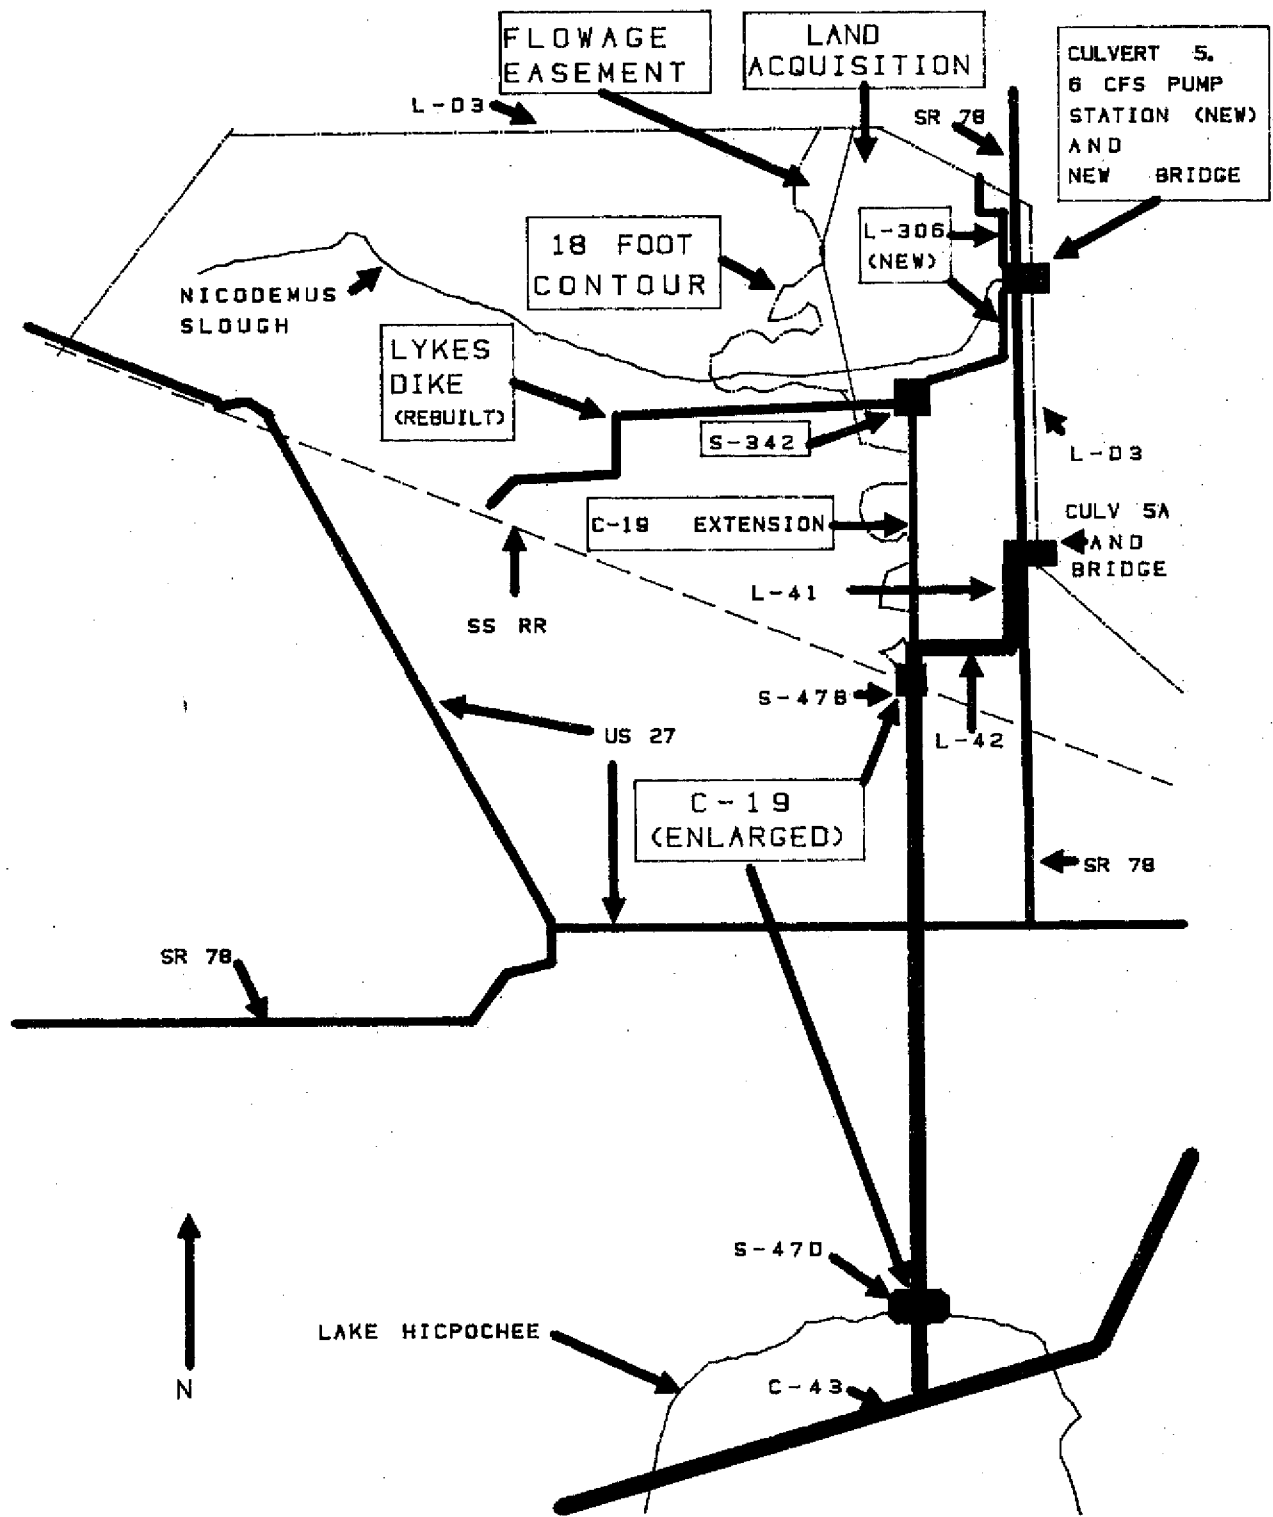 FLOWAGE
EASEMENT
LAND
ACQUISITION
CULVERT 5.
6 CFS PUMP
STATION (NEW)
AND
NEW BRIDGE
L-D3
SR 78
L-306
(NEW)
18 FOOT
CONTOUR
NICODEMUS
SLOUGH
LYKES
DIKE
(REBUILT)
S-342
L-D3
C-19 EXTENSION
CULV 5A
AND
BRIDGE
L-41
SS RR
S-47B
US 27
L-42
C-19
(ENLARGED)
SR 78
SR 78
S-47D
LAKE HICPOCHEE
C-43
N